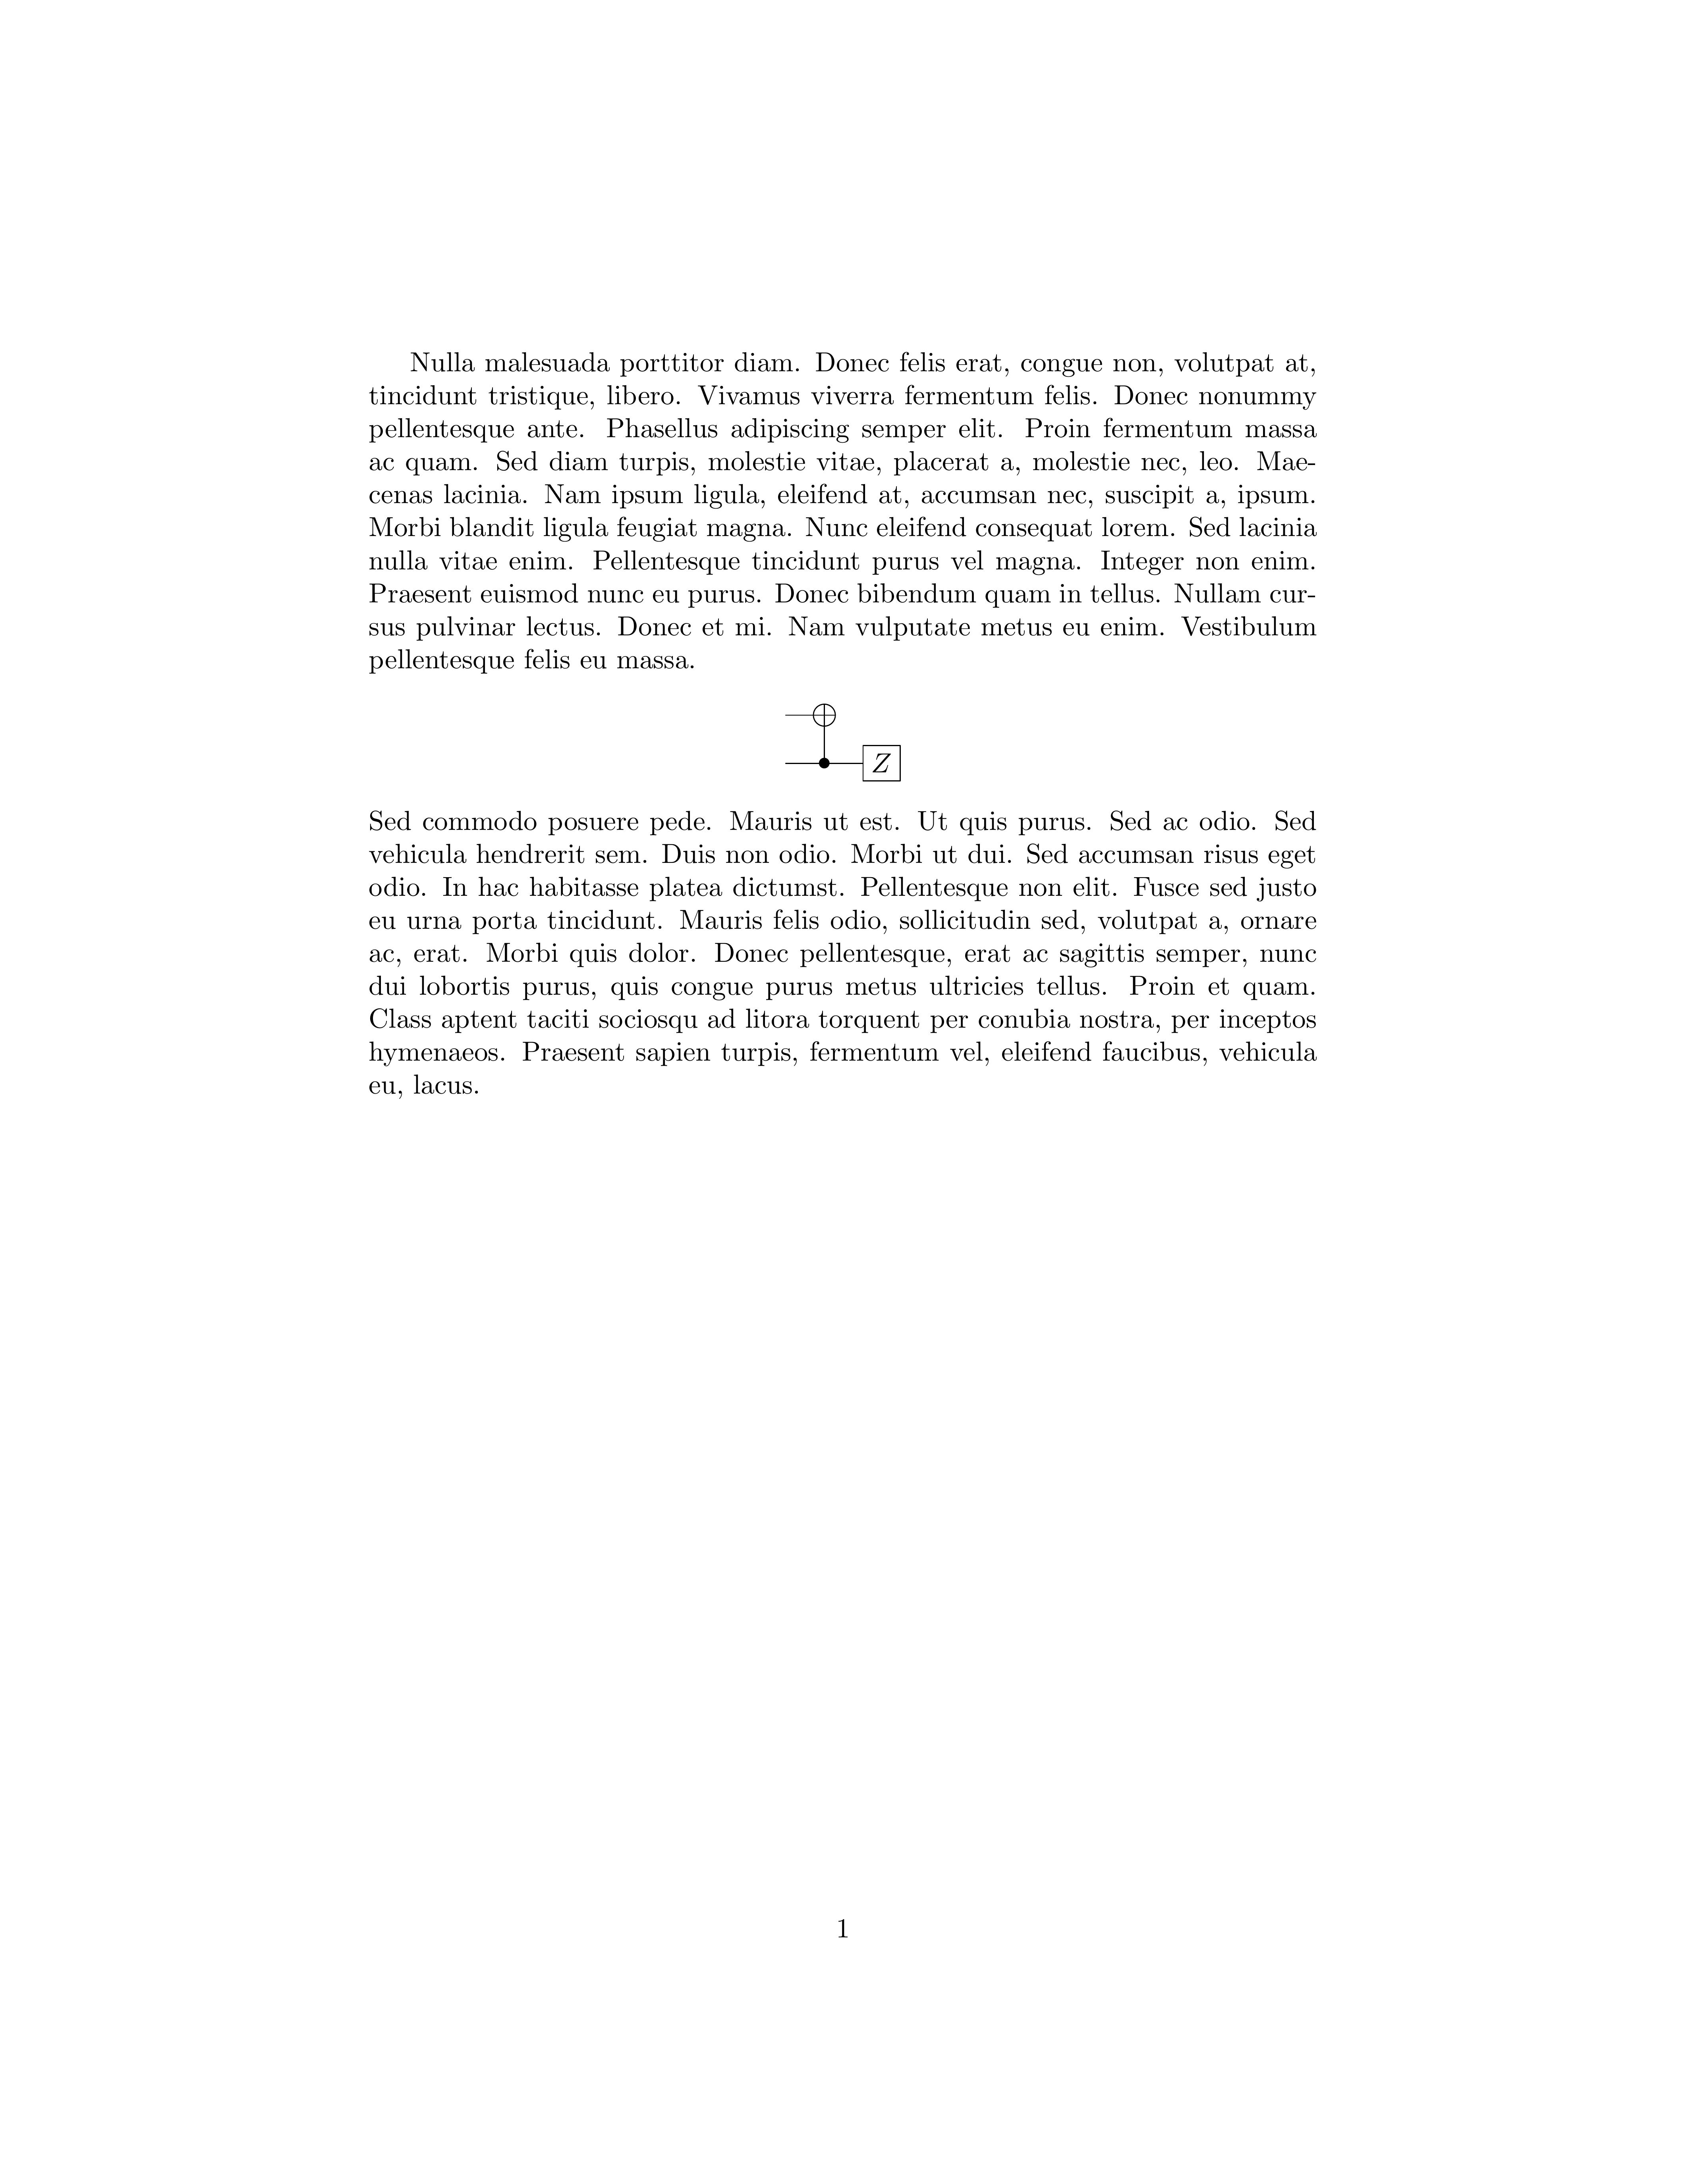 Nulla malesuada porttitor diam. Donec felis erat, congue non, volutpat at,
tincidunt tristique, libero. Vivamus viverra fermentum felis. Donec nonummy
pellentesque ante. Phasellus adipiscing semper elit. Proin fermentum massa
ac quam. Sed diam turpis, molestie vitae, placerat a, molestie nec, leo. Mae-
cenas lacinia. Nam ipsum ligula, eleifend at, accumsan nec, suscipit a, ipsum.
Morbi blandit ligula feugiat magna. Nunc eleifend consequat lorem. Sed lacinia
nulla vitae enim. Pellentesque tincidunt purus vel magna. Integer non enim.
Praesent euismod nunc eu purus. Donec bibendum quam in tellus. Nullam cur-
sus pulvinar lectus. Donec et mi. Nam vulputate metus eu enim. Vestibulum
pellentesque felis eu massa.
Z
Sed commodo posuere pede. Mauris ut est. Ut quis purus. Sed ac odio. Sed
vehicula hendrerit sem. Duis non odio. Morbi ut dui. Sed accumsan risus eget
odio. In hac habitasse platea dictumst. Pellentesque non elit. Fusce sed justo
eu urna porta tincidunt. Mauris felis odio, sollicitudin sed, volutpat a, ornare
ac, erat. Morbi quis dolor. Donec pellentesque, erat ac sagittis semper, nunc
dui lobortis purus, quis congue purus metus ultricies tellus. Proin et quam.
Class aptent taciti sociosqu ad litora torquent per conubia nostra, per inceptos
hymenaeos. Praesent sapien turpis, fermentum vel, eleifend faucibus, vehicula
eu, lacus.
1